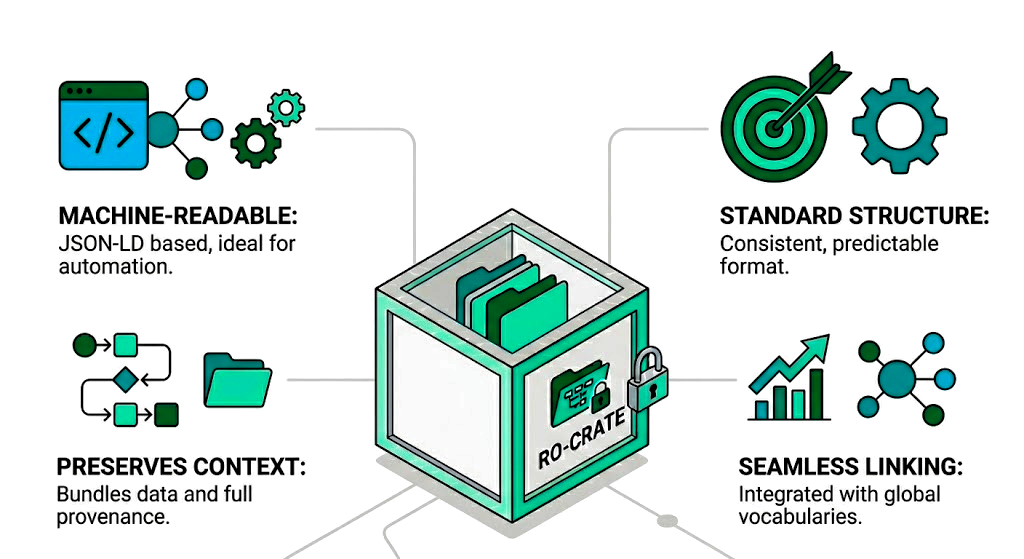 </>
MACHINE-READABLE:
JSON-LD based, ideal for
automation.
STANDARD STRUCTURE:
Consistent, predictable
format.
RO-CRATE
PRESERVES CONTEXT:
Bundles data and full
provenance.
SEAMLESS LINKING:
Integrated with global
vocabularies.